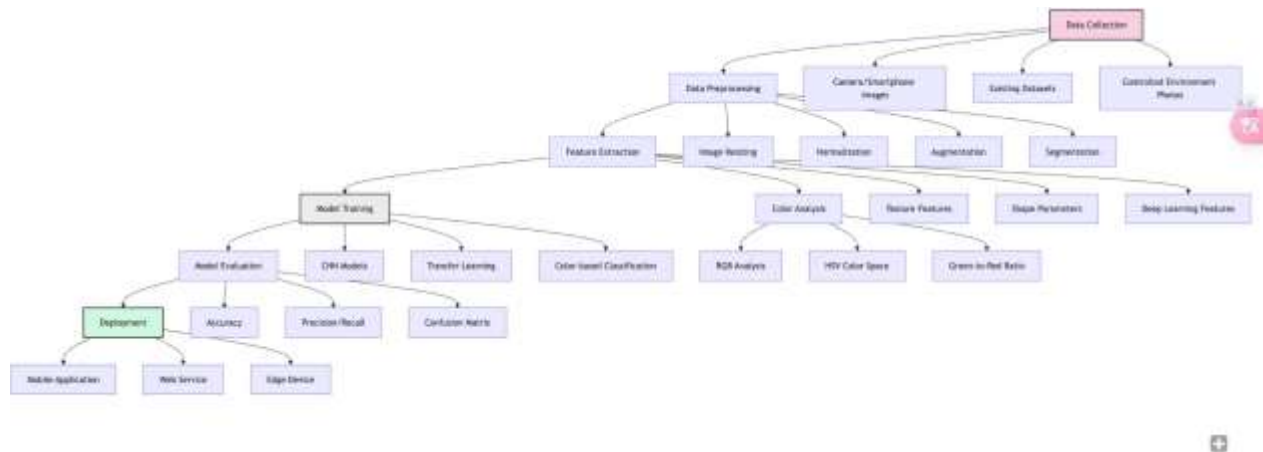 Data Collection
Data Preprocessing
Camera/Smartphone
Images
Existing Datasets
Controlled Environment
Photos
Feature Extraction
Image Resizing
Normalization
Augmentation
Segmentation
Model Training
Color Analysis
Texture Features
Shape Parameters
Deep Learning Features
Model Evaluation
CNN Models
Transfer Learning
Color-based Classification
RGB Analysis
HSV Color Space
Green-to-Red Ratio
Deployment
Accuracy
Precision/Recall
Confusion Matrix
Mobile Application
Web Service
Edge Device